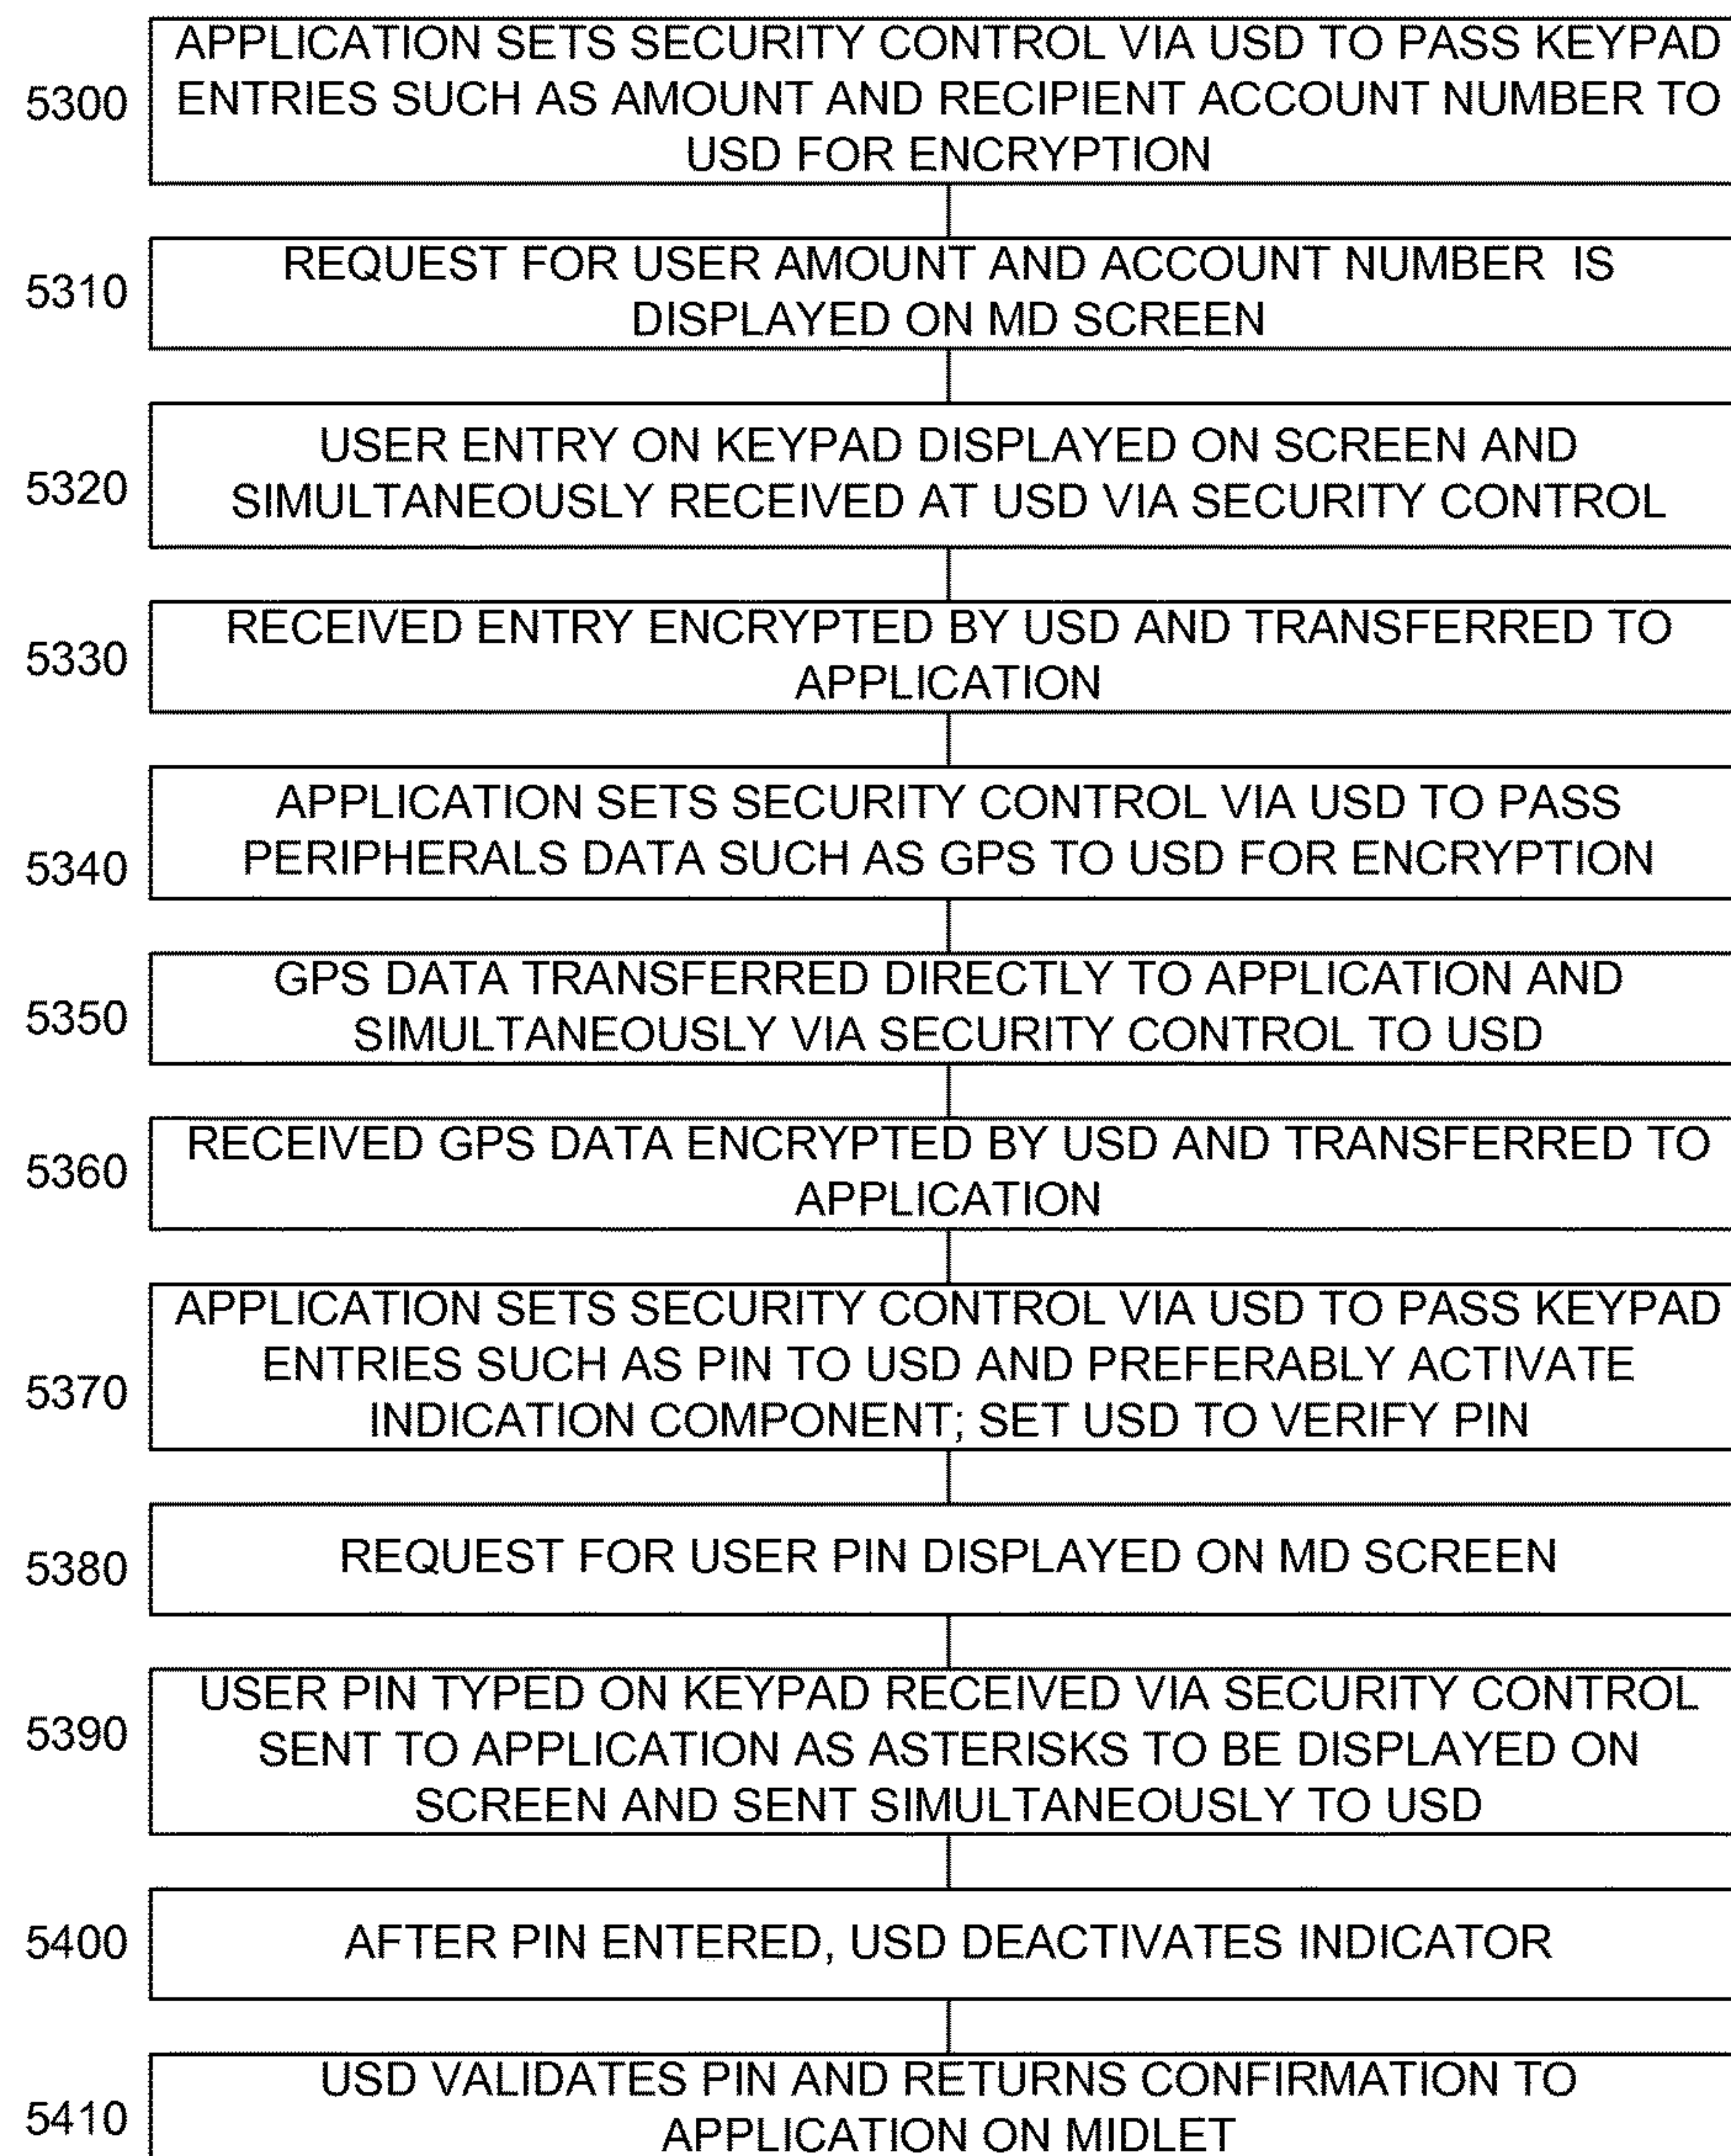 5300
APPLICATION SETS SECURITY CONTROL VIA USD TO PASS KEYPAD
ENTRIES SUCH AS AMOUNT AND RECIPIENT ACCOUNT NUMBER TO
USD FOR ENCRYPTION
5310
REQUEST FOR USER AMOUNT AND ACCOUNT NUMBER IS
DISPLAYED ON MD SCREEN
5320
USER ENTRY ON KEYPAD DISPLAYED ON SCREEN AND
SIMULTANEOUSLY RECEIVED AT USD VIA SECURITY CONTROL
5330
RECEIVED ENTRY ENCRYPTED BY USD AND TRANSFERRED TO
APPLICATION
5340
APPLICATION SETS SECURITY CONTROL VIA USD TO PASS
PERIPHERALS DATA SUCH AS GPS TO USD FOR ENCRYPTION
5350
GPS DATA TRANSFERRED DIRECTLY TO APPLICATION AND
SIMULTANEOUSLY VIA SECURITY CONTROL TO USD
5360
RECEIVED GPS DATA ENCRYPTED BY USD AND TRANSFERRED TO
APPLICATION
5370
APPLICATION SETS SECURITY CONTROL VIA USD TO PASS KEYPAD
ENTRIES SUCH AS PIN TO USD AND PREFERABLY ACTIVATE
INDICATION COMPONENT; SET USD TO VERIFY PIN
5380
REQUEST FOR USER PIN DISPLAYED ON MD SCREEN
5390
USER PIN TYPED ON KEYPAD RECEIVED VIA SECURITY CONTROL
SENT TO APPLICATION AS ASTERISKS TO BE DISPLAYED ON
SCREEN AND SENT SIMULTANEOUSLY TO USD
5400
AFTER PIN ENTERED, USD DEACTIVATES INDICATOR
5410
USD VALIDATES PIN AND RETURNS CONFIRMATION TO
APPLICATION ON MIDLET